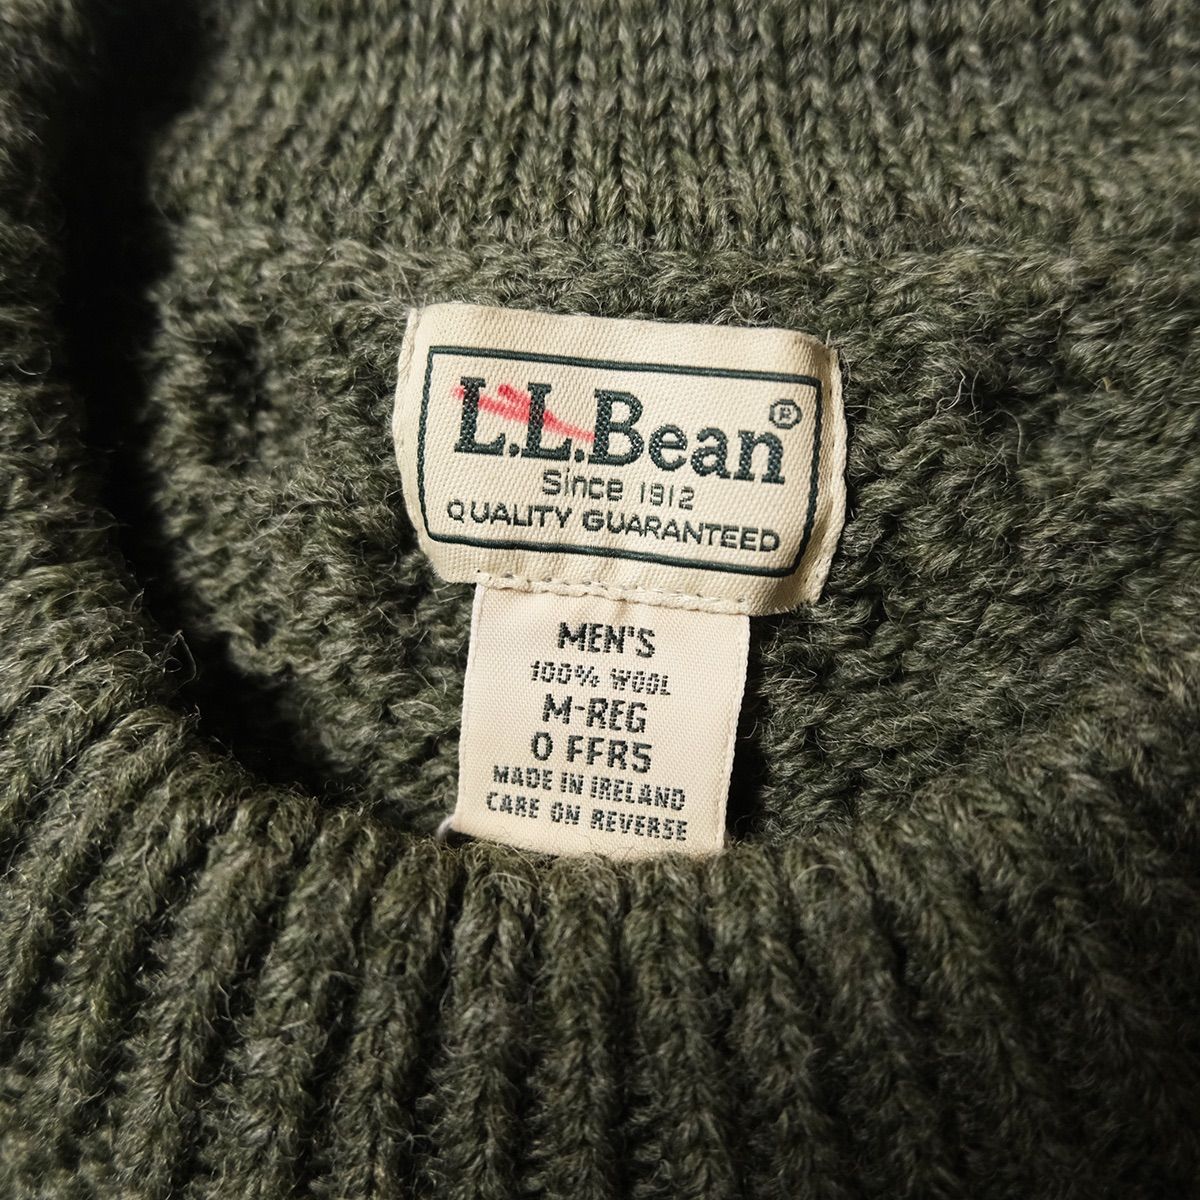 L.L.Bean®
Since 1912
QUALITY GUARANTEED
MEN'S
100% WOOL
M-REG
0 FFR5
MADE IN IRELAND
CARE ON REVERSE